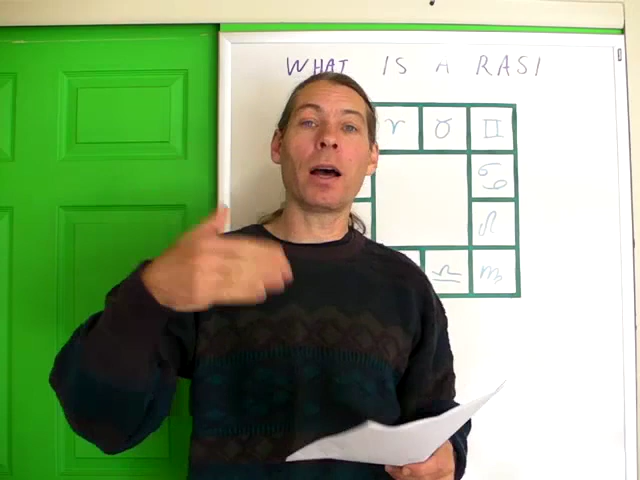 WHAT IS A RASI
♈ ♉ ♊
♋
♌
♎ ♍